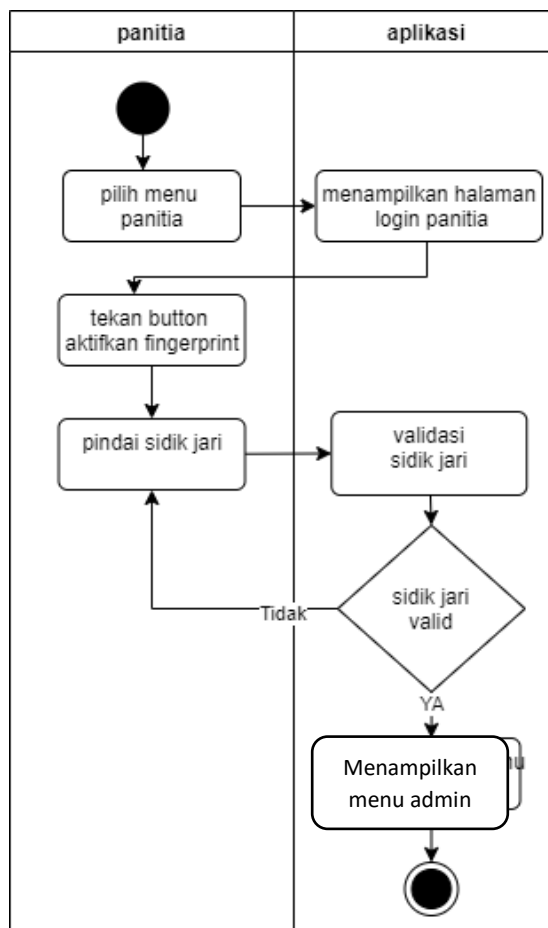 panitia
aplikasi
pilih menu
panitia
menampilkan halaman
login panitia
tekan button
aktifkan fingerprint
pindai sidik jari
validasi
sidik jari
sidik jari
valid
Tidak
YA
Menampilkan
menu admin